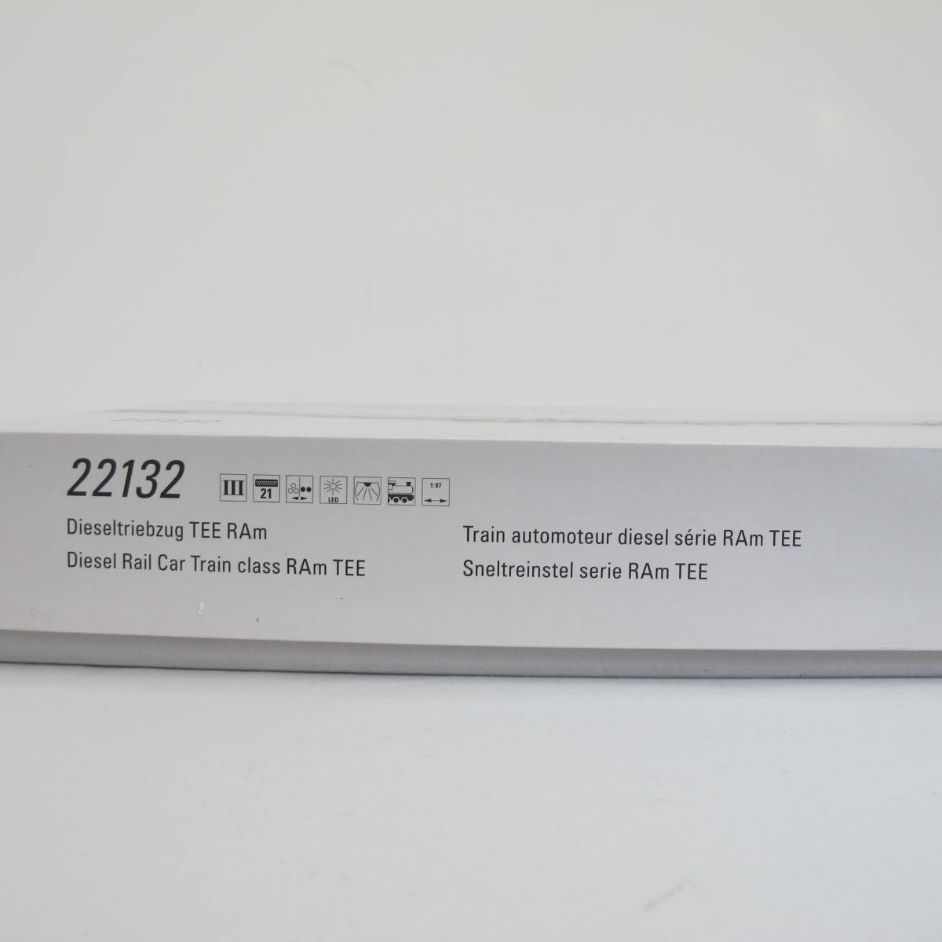 22132 III 21 LED 1:87
Dieseltriebzug TEE RAm
Diesel Rail Car Train class RAm TEE
Train automoteur diesel série RAm TEE
Sneltreinstel serie RAm TEE